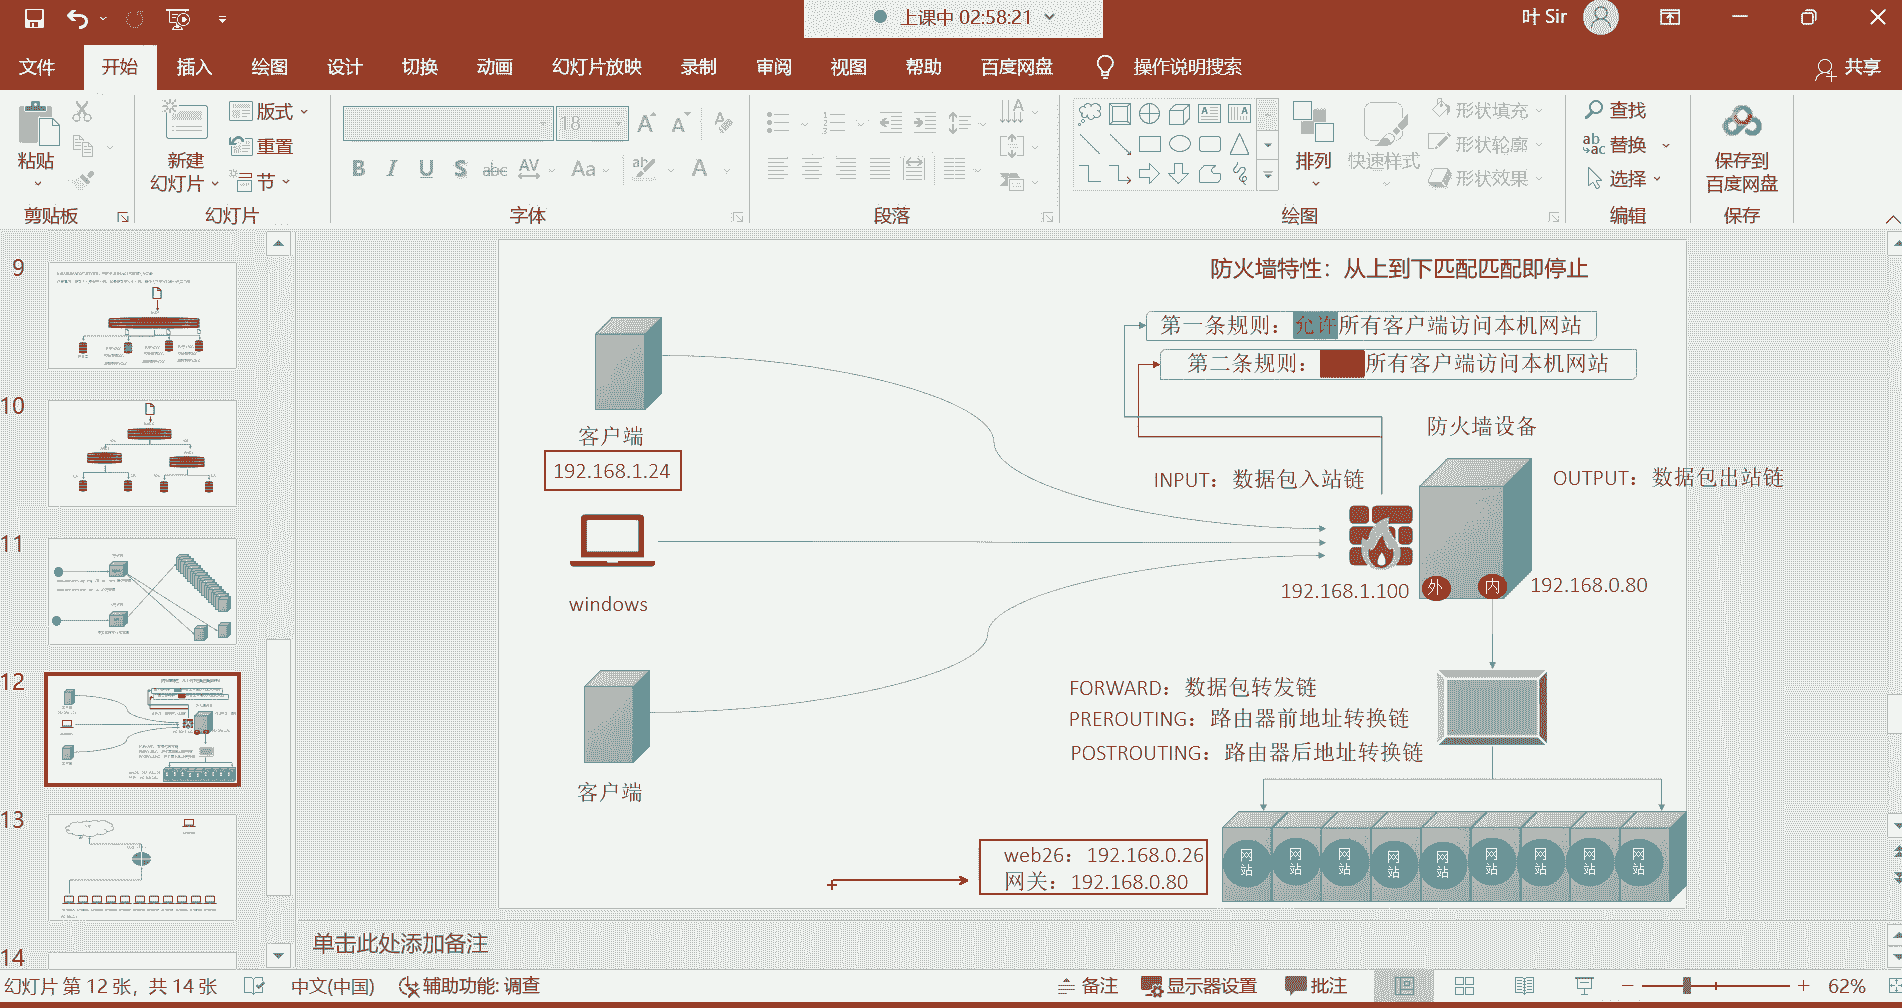 上课中 02:58:21
叶 Sir
文件 开始 插入 绘图 设计 切换 动画 幻灯片放映 录制 审阅 视图 帮助 百度网盘 操作说明搜索 共享
粘贴
剪贴板
新建
幻灯片
版式
重置
节
幻灯片
18
字体
段落
排列
快速样式
形状填充
形状轮廓
形状效果
绘图
查找
替换
选择
编辑
保存到
百度网盘
保存
9
10
11
12
13
14
防火墙特性：从上到下匹配匹配即停止
第一条规则：允许所有客户端访问本机网站
第二条规则：
所有客户端访问本机网站
防火墙设备
客户端
192.168.1.24
INPUT：数据包入站链
OUTPUT：数据包出站链
windows
192.168.1.100
外
内
192.168.0.80
FORWARD：数据包转发链
PREROUTING：路由器前地址转换链
POSTROUTING：路由器后地址转换链
客户端
web26：192.168.0.26
网关：192.168.0.80
网站
网站
网站
网站
网站
网站
网站
网站
网站
单击此处添加备注
幻灯片 第 12 张，共 14 张 中文(中国) 辅助功能: 调查 备注 显示器设置 批注 62%